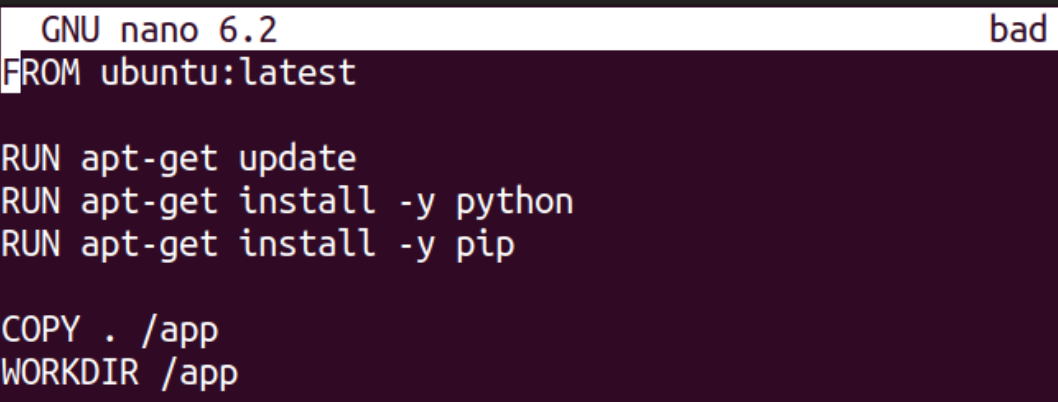 GNU nano 6.2 bad
FROM ubuntu:latest
RUN apt-get update
RUN apt-get install -y python
RUN apt-get install -y pip
COPY . /app
WORKDIR /app